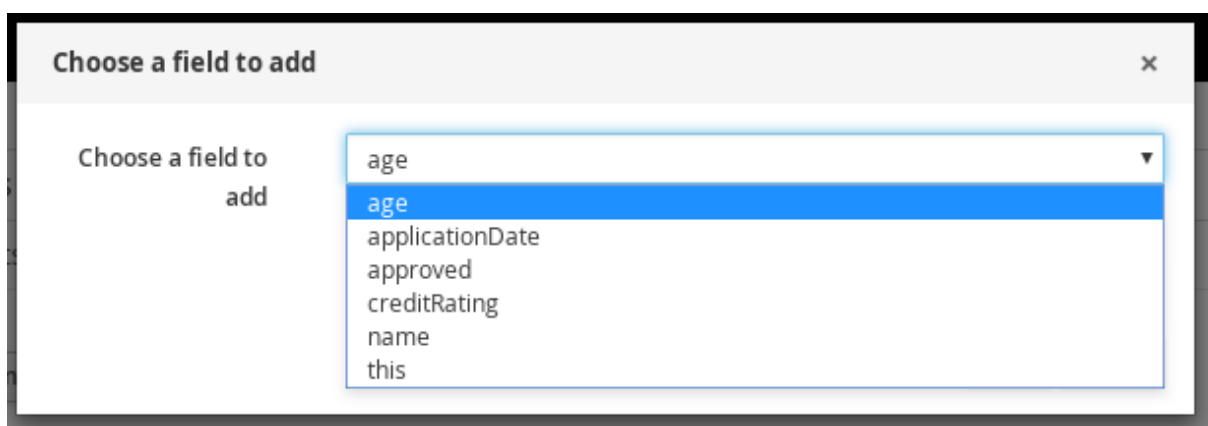 Choose a field to add ×
Choose a field to
add
age
age
applicationDate
approved
creditRating
name
this